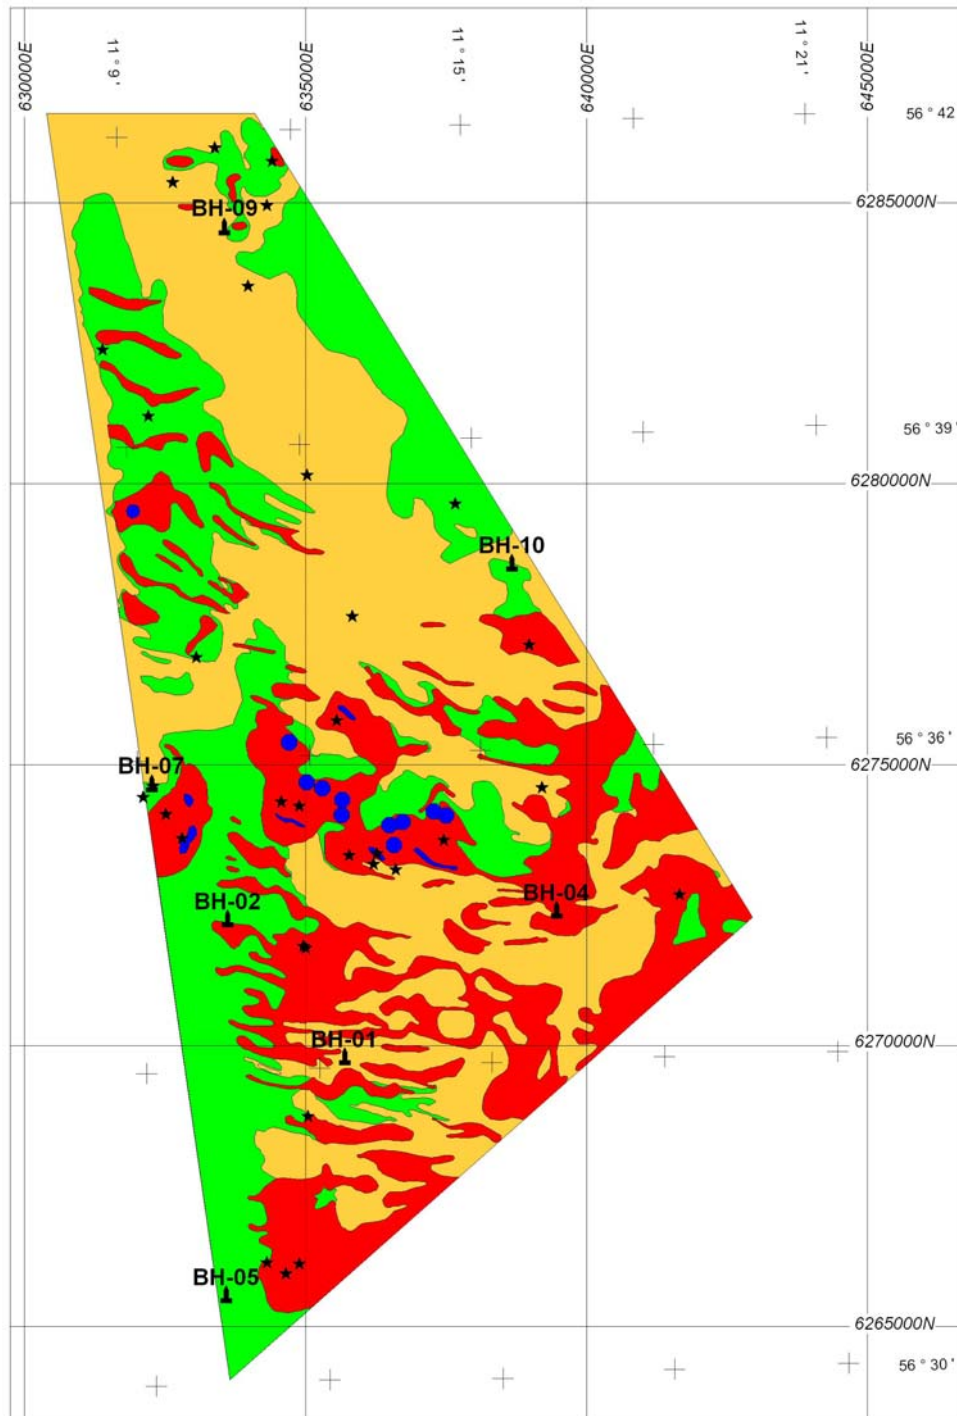 630000E
11 ° 9 '
635000E
11 ° 15 '
640000E
11 ° 21 '
645000E
56 ° 42
6285000N
BH-09
56 ° 39'
6280000N
BH-10
56 ° 36 '
6275000N
BH-07
BH-04
BH-02
6270000N
BH-01
BH-05
6265000N
56 ° 30 '